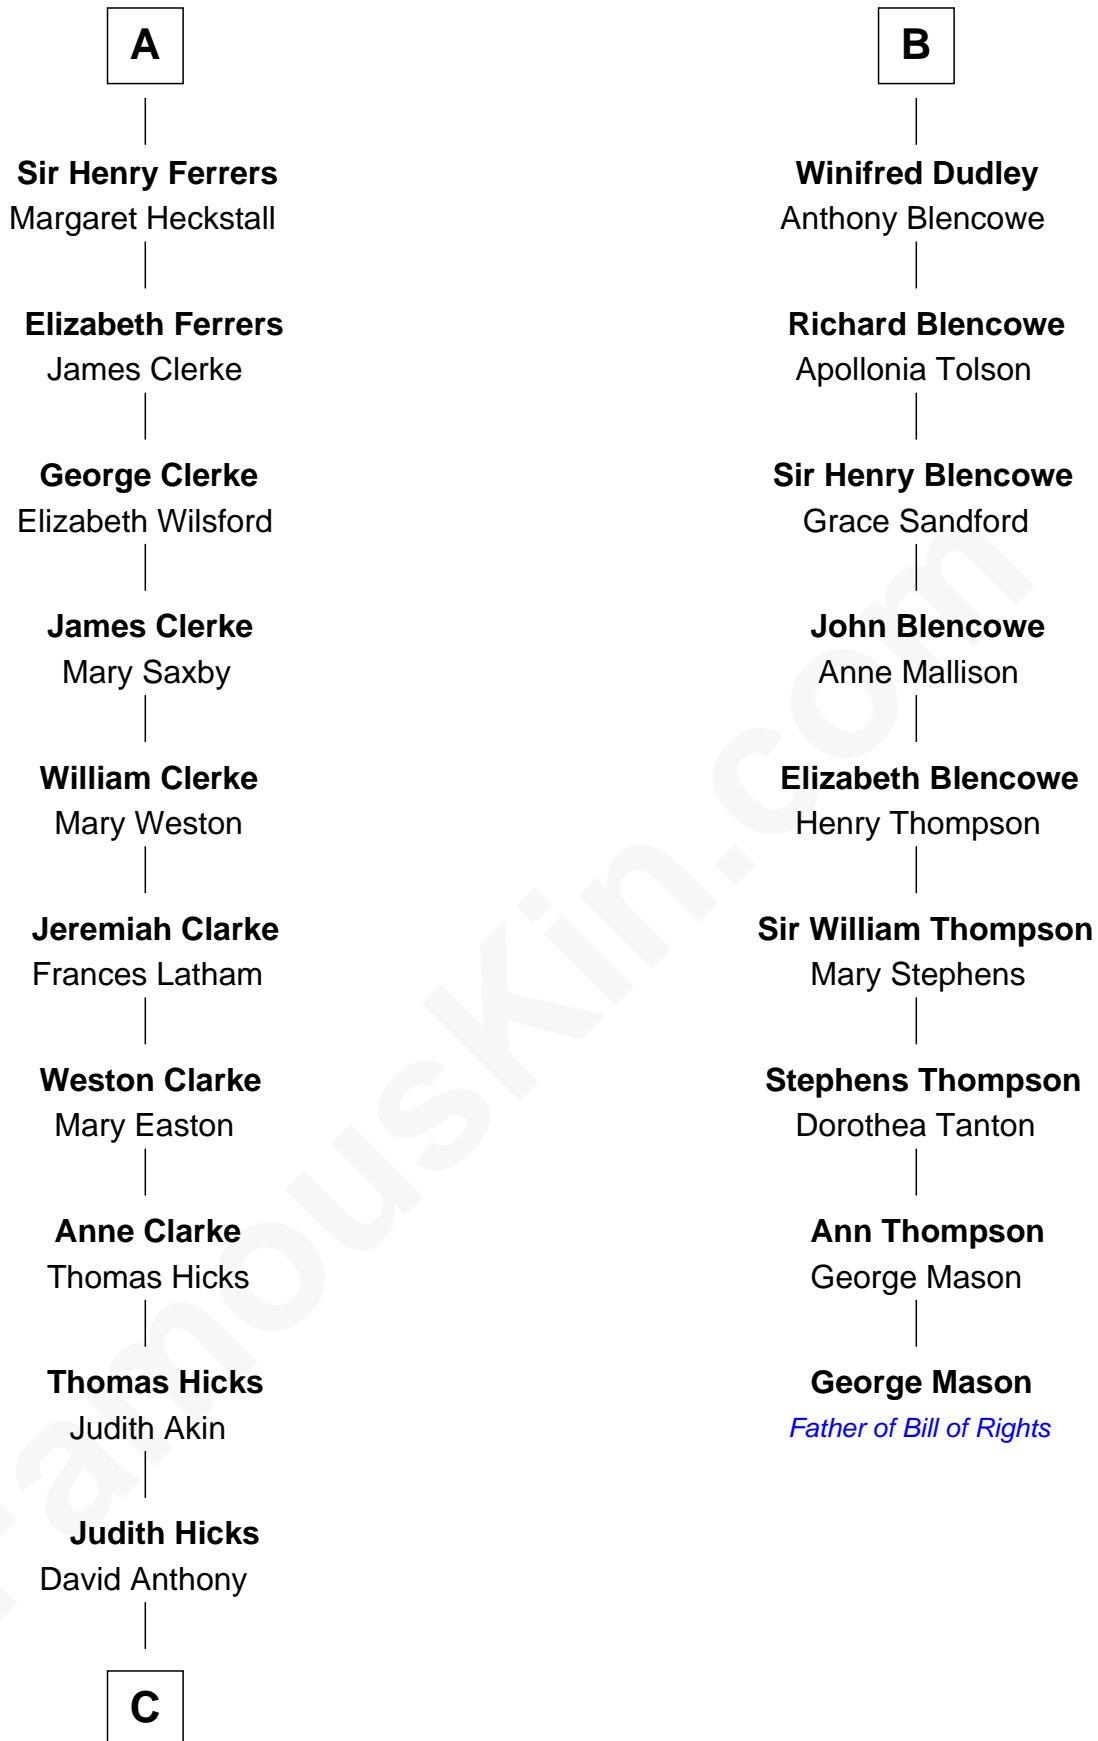 A
Sir Henry Ferrers
Margaret Heckstall
Elizabeth Ferrers
James Clerke
George Clerke
Elizabeth Wilsford
James Clerke
Mary Saxby
William Clerke
Mary Weston
Jeremiah Clarke
Frances Latham
Weston Clarke
Mary Easton
Anne Clarke
Thomas Hicks
Thomas Hicks
Judith Akin
Judith Hicks
David Anthony
C
B
Winifred Dudley
Anthony Blencowe
Richard Blencowe
Apollonia Tolson
Sir Henry Blencowe
Grace Sandford
John Blencowe
Anne Mallison
Elizabeth Blencowe
Henry Thompson
Sir William Thompson
Mary Stephens
Stephens Thompson
Dorothea Tanton
Ann Thompson
George Mason
George Mason
Father of Bill of Rights
FamousKin.com